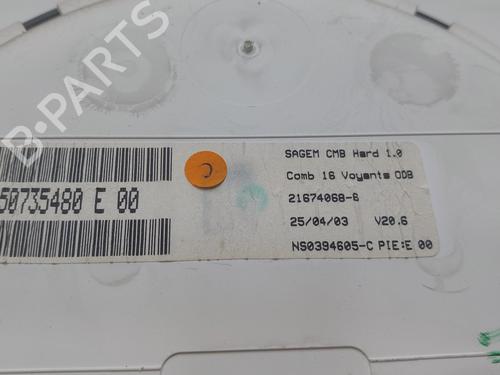 B-PARTS
50735480 E 00
C
SAGEM CMB Hard 1.0
Comb 16 Voyants ODB
21674068-8
25/04/03 V20.6
NS0394605-C PIE:E 00